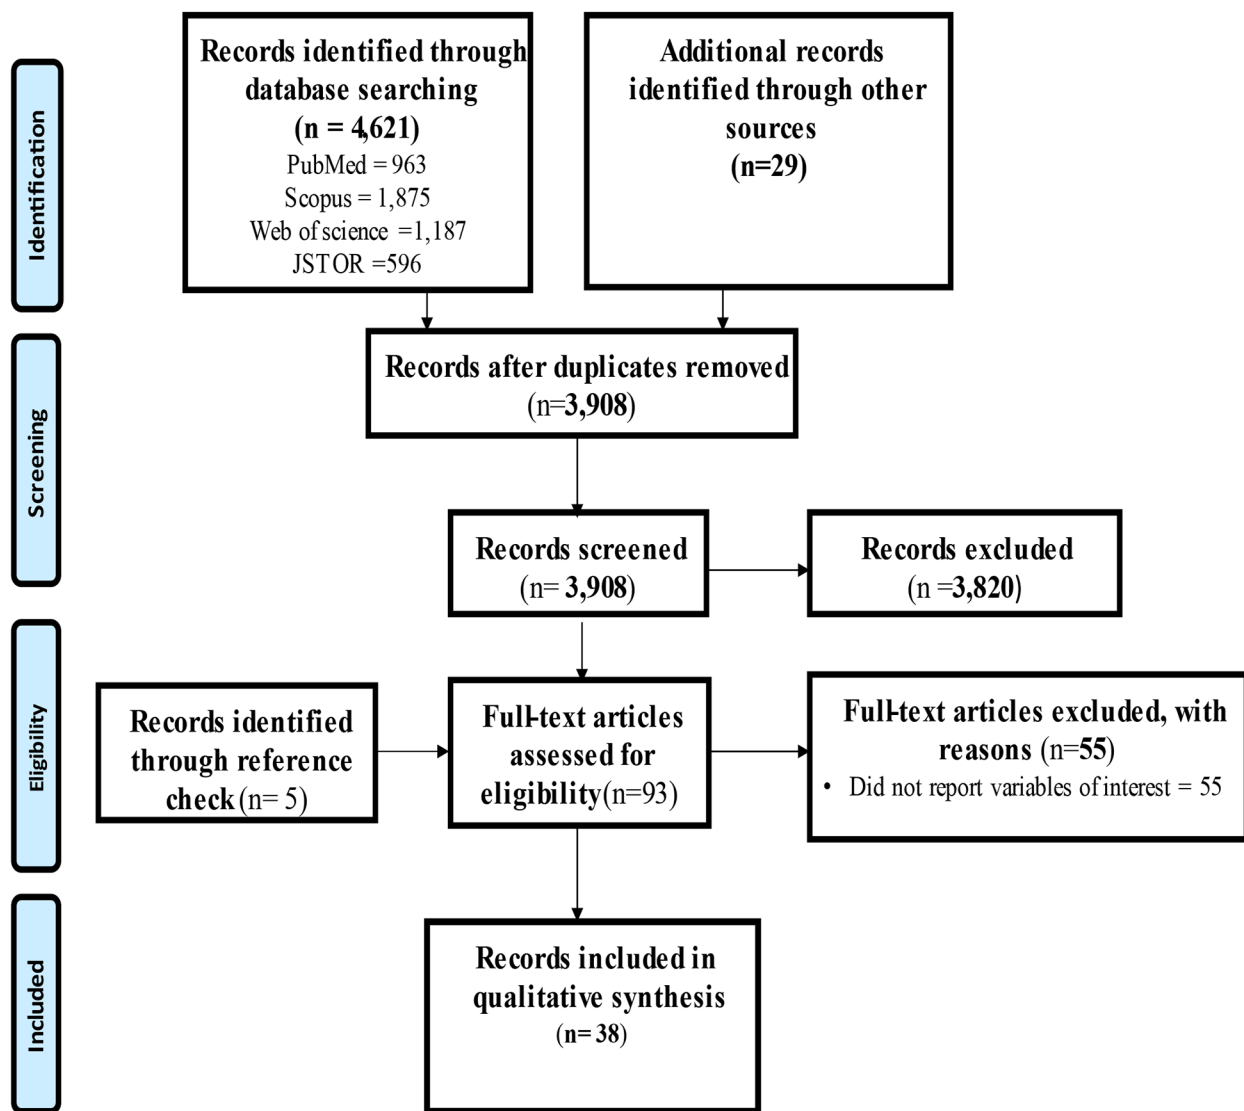 Identification
Records identified through
database searching
(n = 4,621)
PubMed = 963
Scopus = 1,875
Web of science =1,187
JSTOR =596
Additional records
identified through other
sources
(n=29)
Screening
Records after duplicates removed
(n=3,908)
Records screened
(n= 3,908)
Records excluded
(n =3,820)
Eligibility
Records identified
through reference
check (n= 5)
Full-text articles
assessed for
eligibility (n=93)
Full-text articles excluded, with
reasons (n=55)
• Did not report variables of interest = 55
Included
Records included in
qualitative synthesis
(n= 38)